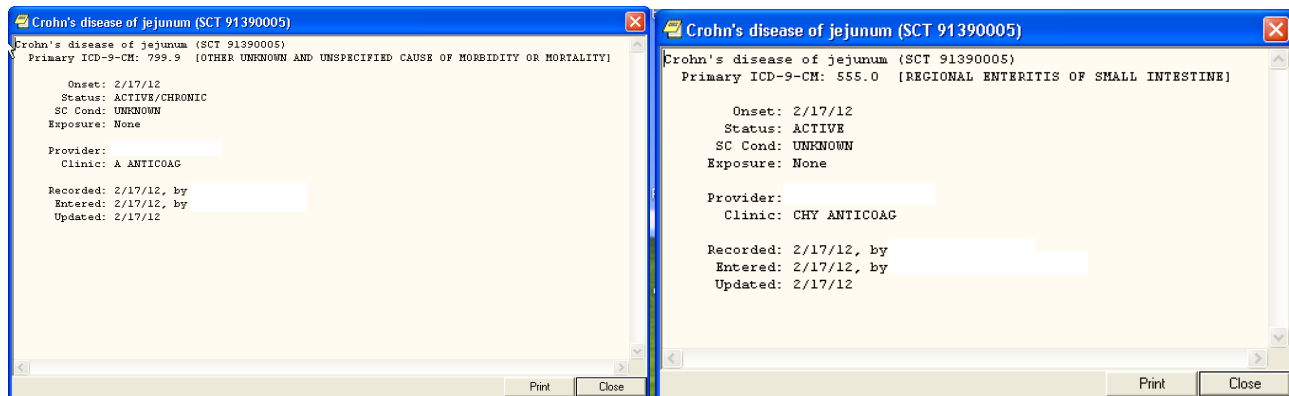 Crohn's disease of jejunum (SCT 91390005)
Crohn's disease of jejunum (SCT 91390005)
Primary ICD-9-CM: 799.9 [OTHER UNKNOWN AND UNSPECIFIED CAUSE OF MORBIDITY OR MORTALITY]
Onset: 2/17/12
Status: ACTIVE/CHRONIC
SC Cond: UNKNOWN
Exposure: None
Provider:
Clinic: A ANTICOAG
Recorded: 2/17/12, by
Entered: 2/17/12, by
Updated: 2/17/12
Print Close
Crohn's disease of jejunum (SCT 91390005)
Crohn's disease of jejunum (SCT 91390005)
Primary ICD-9-CM: 555.0 [REGIONAL ENTERITIS OF SMALL INTESTINE]
Onset: 2/17/12
Status: ACTIVE
SC Cond: UNKNOWN
Exposure: None
Provider:
Clinic: CHY ANTICOAG
Recorded: 2/17/12, by
Entered: 2/17/12, by
Updated: 2/17/12
Print Close